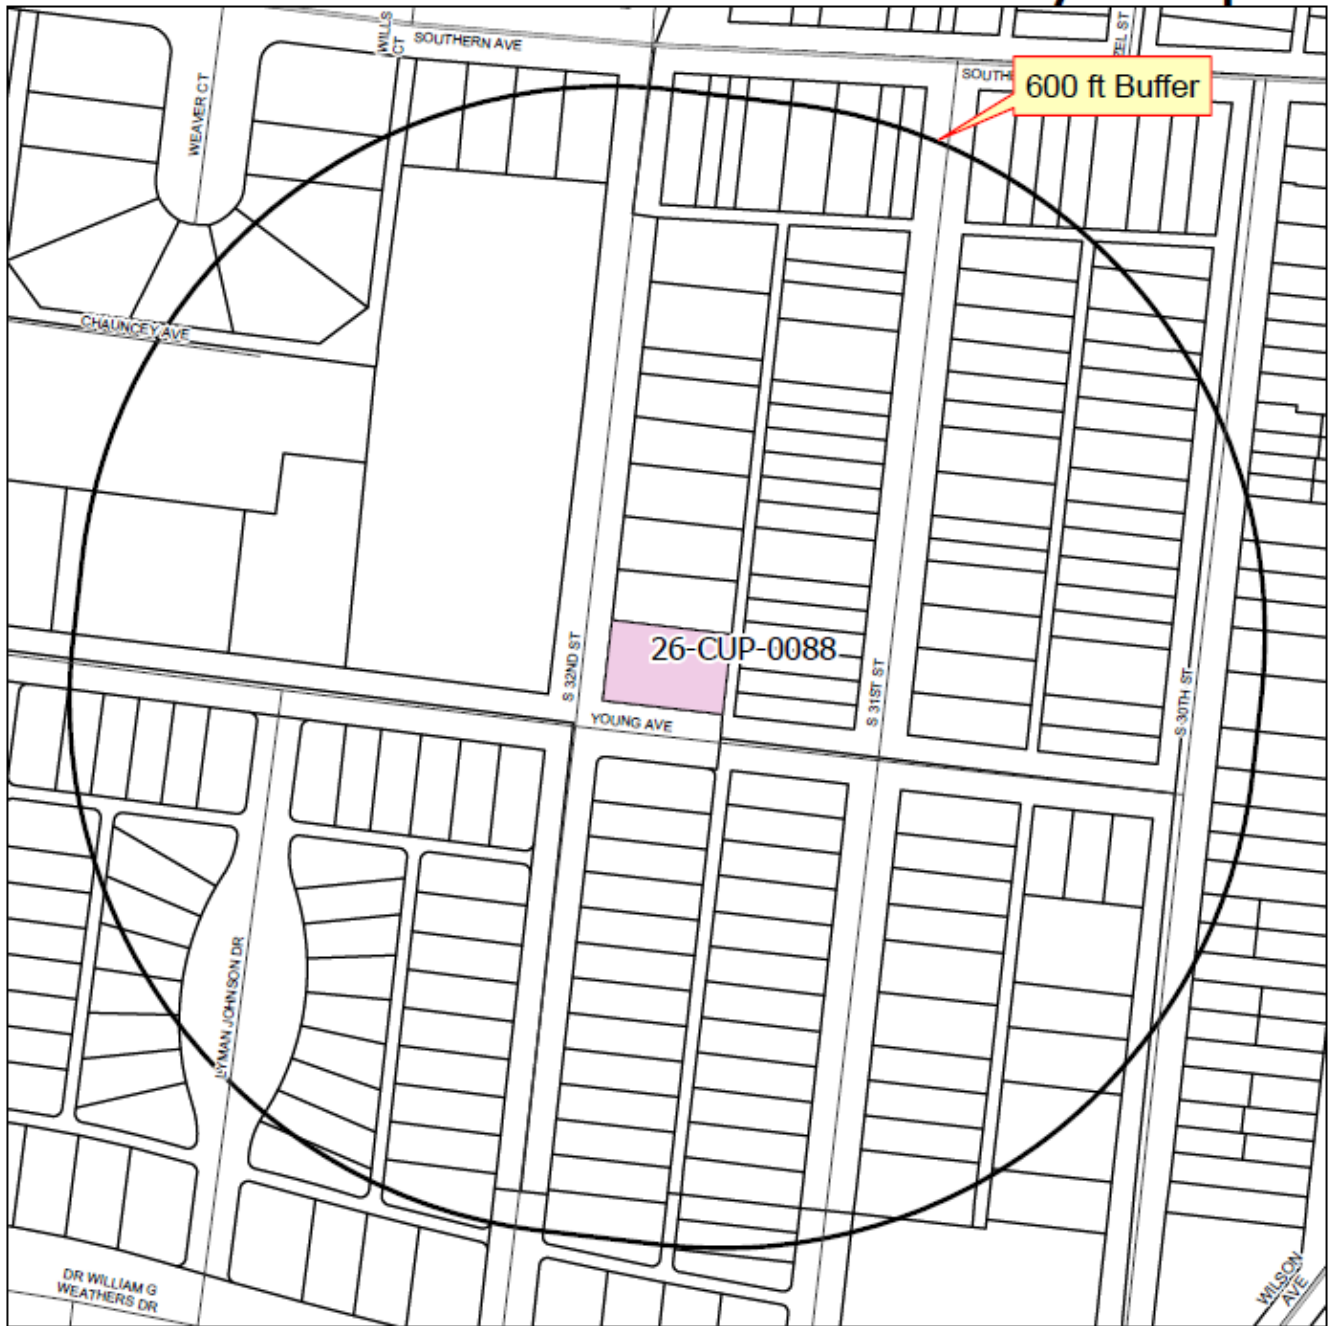 WILLS
CT
SOUTHERN AVE
WEAVER CT
600 ft Buffer
CHAUNCEY AVE
26-CUP-0088
S 32ND ST
S 31ST ST
S 30TH ST
YOUNG AVE
LYMAN JOHNSON DR
DR WILLIAM G
WEATHERS DR
WILSON
AVE